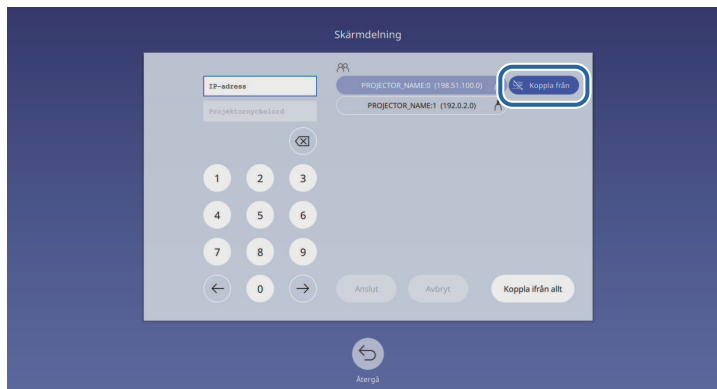 Skärmdelning
IP-adress
Projektornyckelord
PROJECTOR_NAME:0 (198.51.100.0)
Koppla från
PROJECTOR_NAME:1 (192.0.2.0)
1 2 3
4 5 6
7 8 9
0
Anslut
Avbryt
Koppla ifrån allt
Återgå